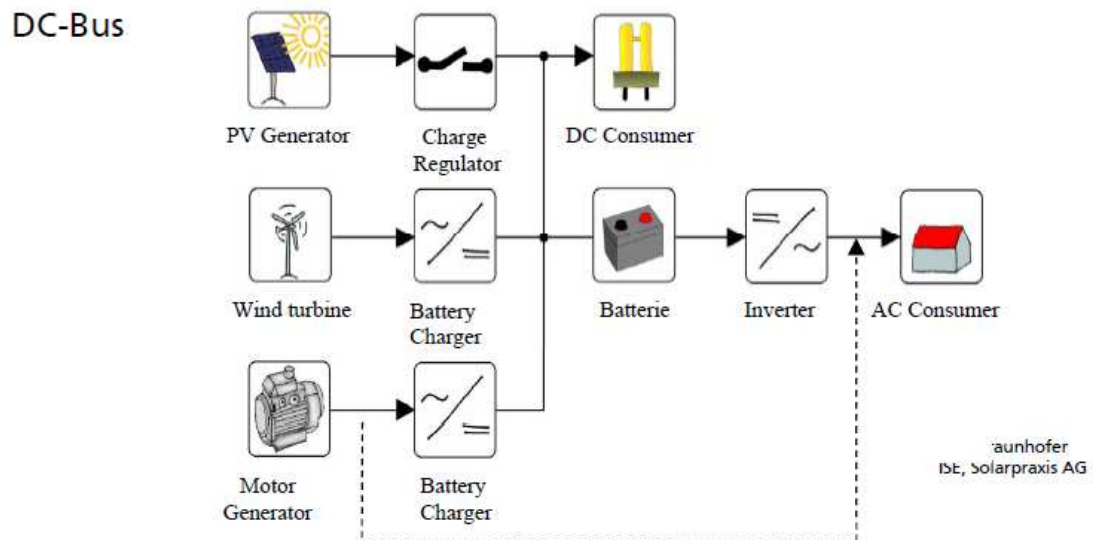 DC-Bus
PV Generator
Charge
Regulator
DC Consumer
Wind turbine
Battery
Charger
Batterie
Inverter
AC Consumer
Motor
Generator
Battery
Charger
aunhofer
ISE, Solarpraxis AG